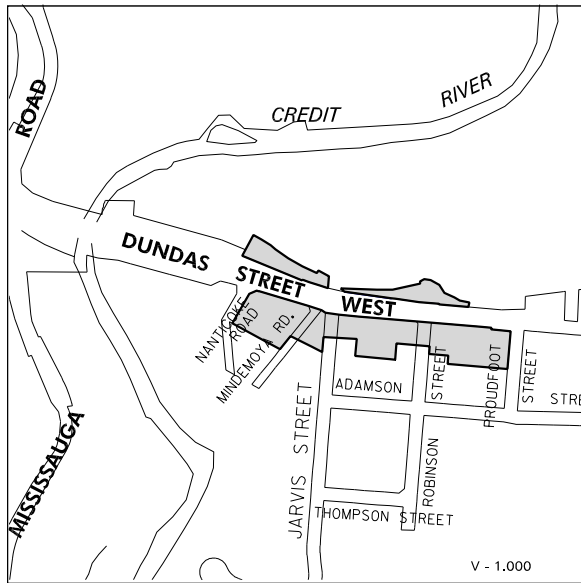 ROAD
CREDIT RIVER
DUNDAS STREET WEST
NANTICOKE
ROAD
MINDEMOYA RD.
ADAMSON
STREET
PROUDFOOT
STREET
STRE
MISSISSAUGA
JARVIS STREET
ROBINSON
THOMPSON STREET
V - 1.000